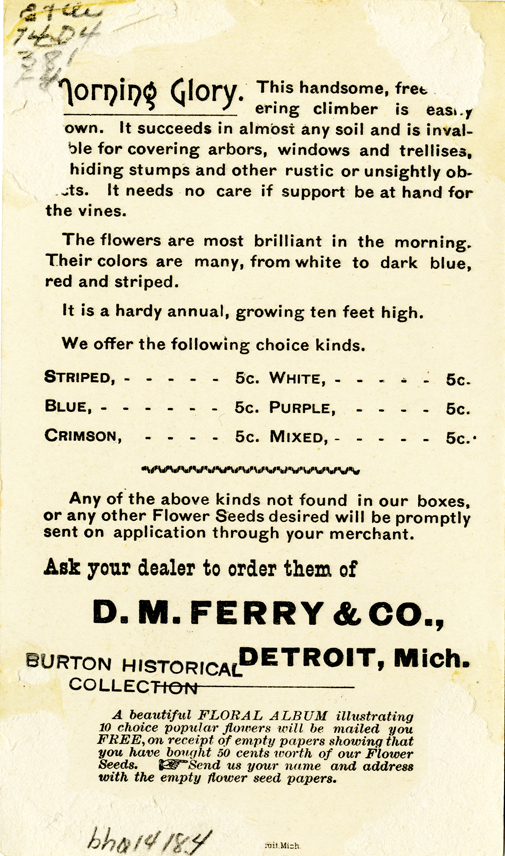 74
Morning Glory. This handsome, free
ering climber is easily
own. It succeeds in almost any soil and is inval-
ble for covering arbors, windows and trellises,
hiding stumps and other rustic or unsightly ob-
cts. It needs no care if support be at hand for
the vines.
The flowers are most brilliant in the morning.
Their colors are many, from white to dark blue,
red and striped.
It is a hardy annual, growing ten feet high.
We offer the following choice kinds.
STRIPED, - - - - - 5c. WHITE, - - - - - 5c.
BLUE, - - - - - - 5c. PURPLE, - - - - 5c.
CRIMSON, - - - - 5c. MIXED, - - - - - 5c.
Any of the above kinds not found in our boxes,
or any other Flower Seeds desired will be promptly
sent on application through your merchant.
Ask your dealer to order them of
D. M. FERRY & CO.,
DETROIT, Mich.
BURTON HISTORICAL
COLLECTION
A beautiful FLORAL ALBUM illustrating
10 choice popular flowers will be mailed you
FREE, on receipt of empty papers showing that
you have bought 50 cents worth of our Flower
Seeds. ☞ Send us your name and address
with the empty flower seed papers.
bha14184
roit, Mich.